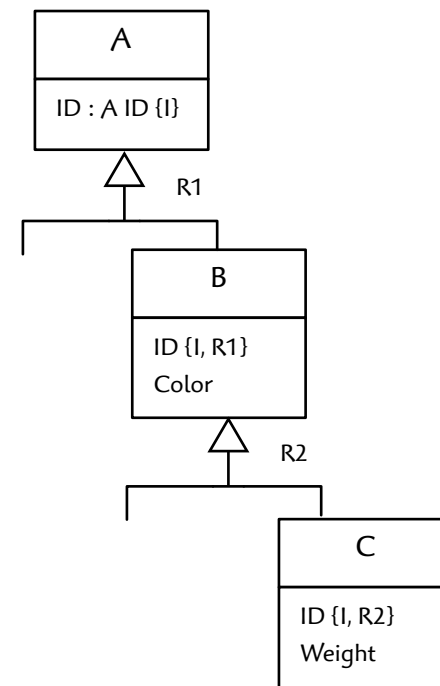 A
ID : A ID {I}
R1
B
ID {I, R1}
Color
R2
C
ID {I, R2}
Weight